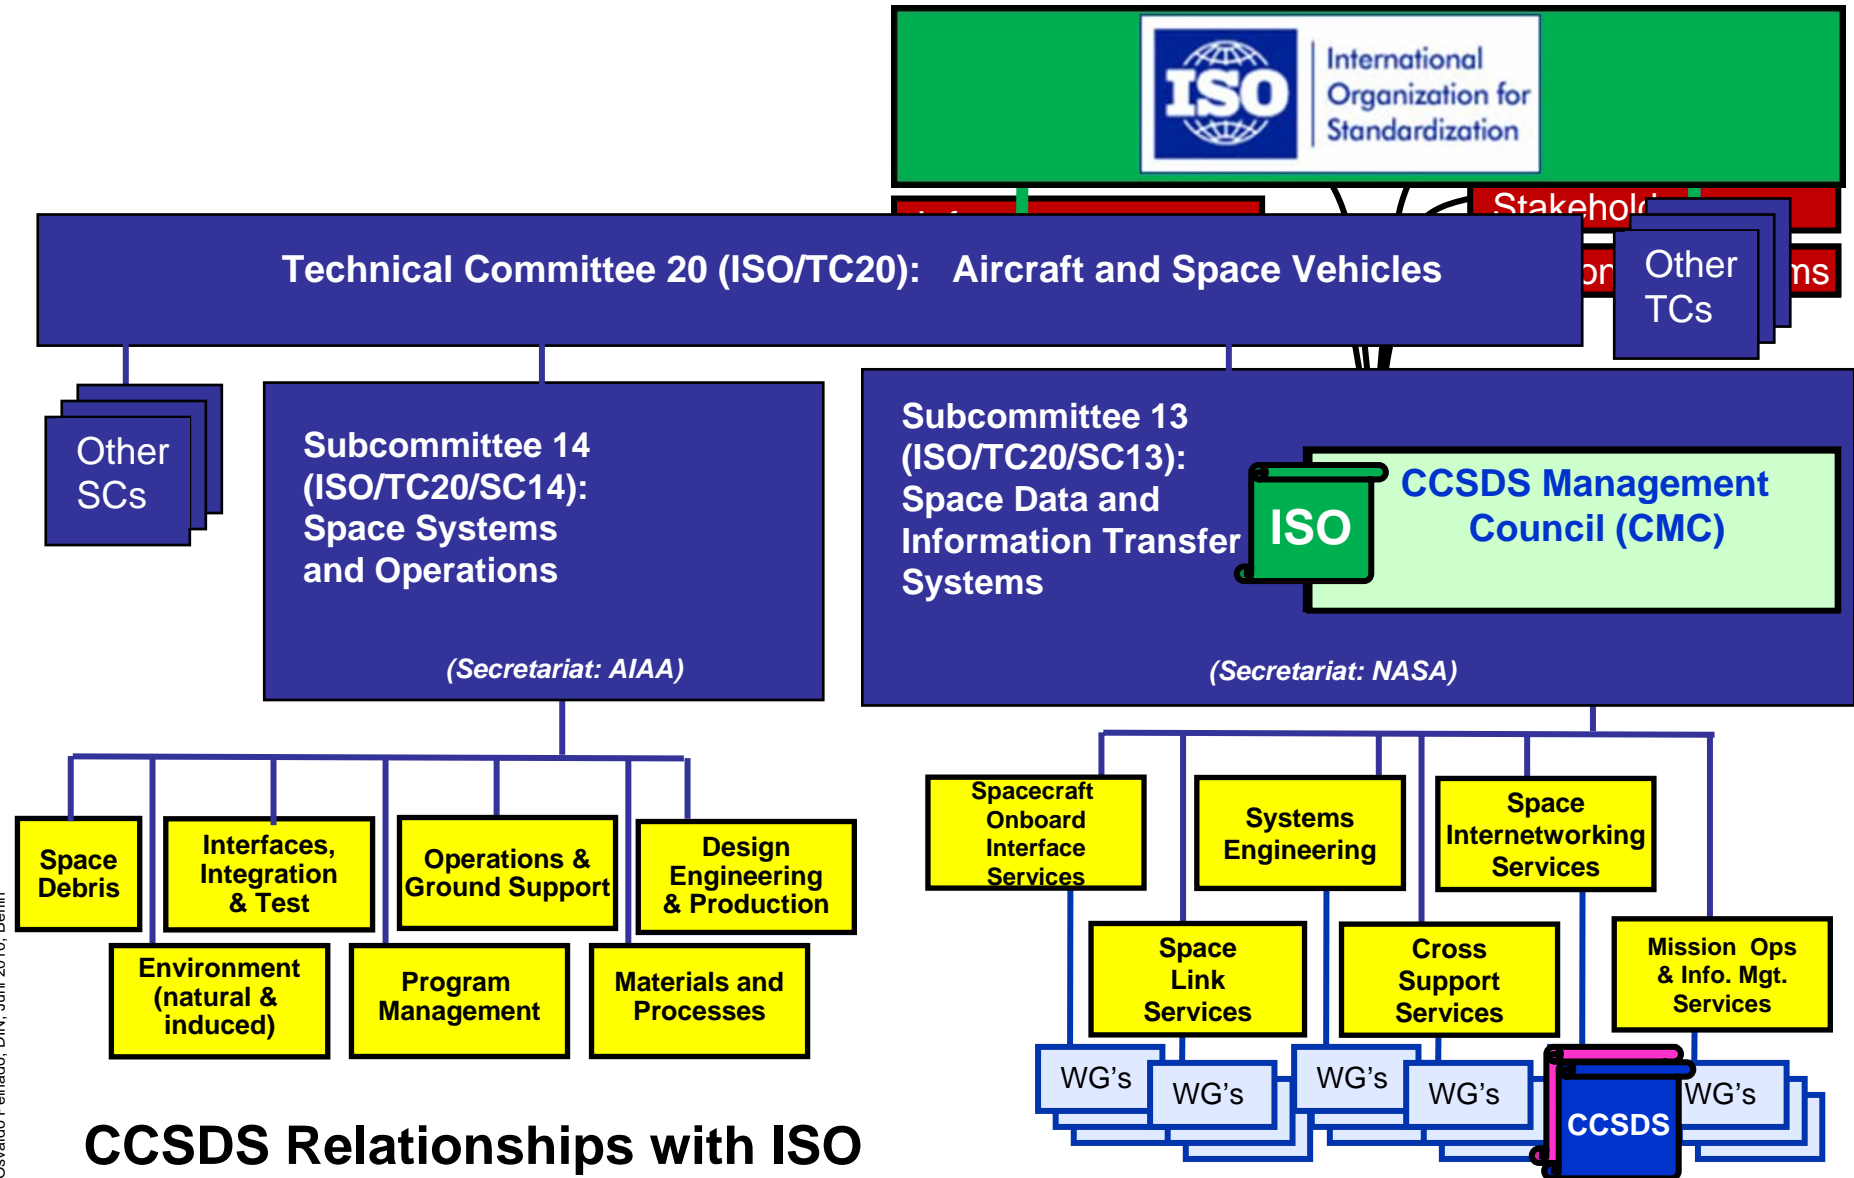 ISO
International
Organization for
Standardization
Technical Committee 20 (ISO/TC20): Aircraft and Space Vehicles
Other
TCs
Other
SCs
Subcommittee 14
(ISO/TC20/SC14):
Space Systems
and Operations
(Secretariat: AIAA)
Subcommittee 13
(ISO/TC20/SC13):
Space Data and
Information Transfer
Systems
ISO
CCSDS Management
Council (CMC)
(Secretariat: NASA)
Space
Debris
Interfaces,
Integration
& Test
Operations &
Ground Support
Design
Engineering
& Production
Environment
(natural &
induced)
Program
Management
Materials and
Processes
Spacecraft
Onboard
Interface
Services
Systems
Engineering
Space
Internetworking
Services
Space
Link
Services
Cross
Support
Services
Mission Ops
& Info. Mgt.
Services
WG's
WG's
WG's
WG's
WG's
CCSDS
CCSDS Relationships with ISO